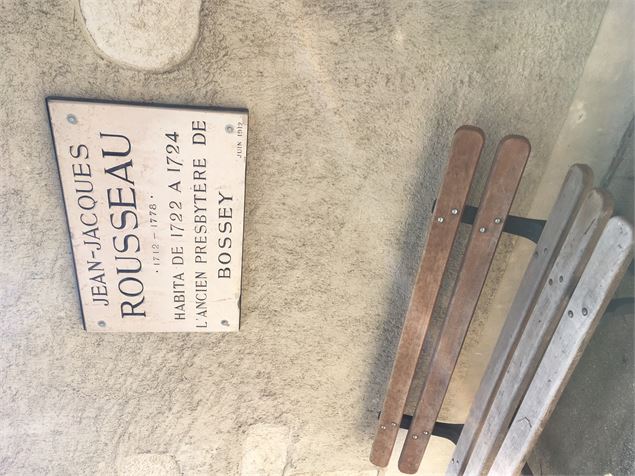 JEAN-JACQUES
ROUSSEAU
· 1712 – 1778 ·
HABITA DE 1722 A 1724
L'ANCIEN PRESBYTÈRE DE
BOSSEY
JUIN 1912